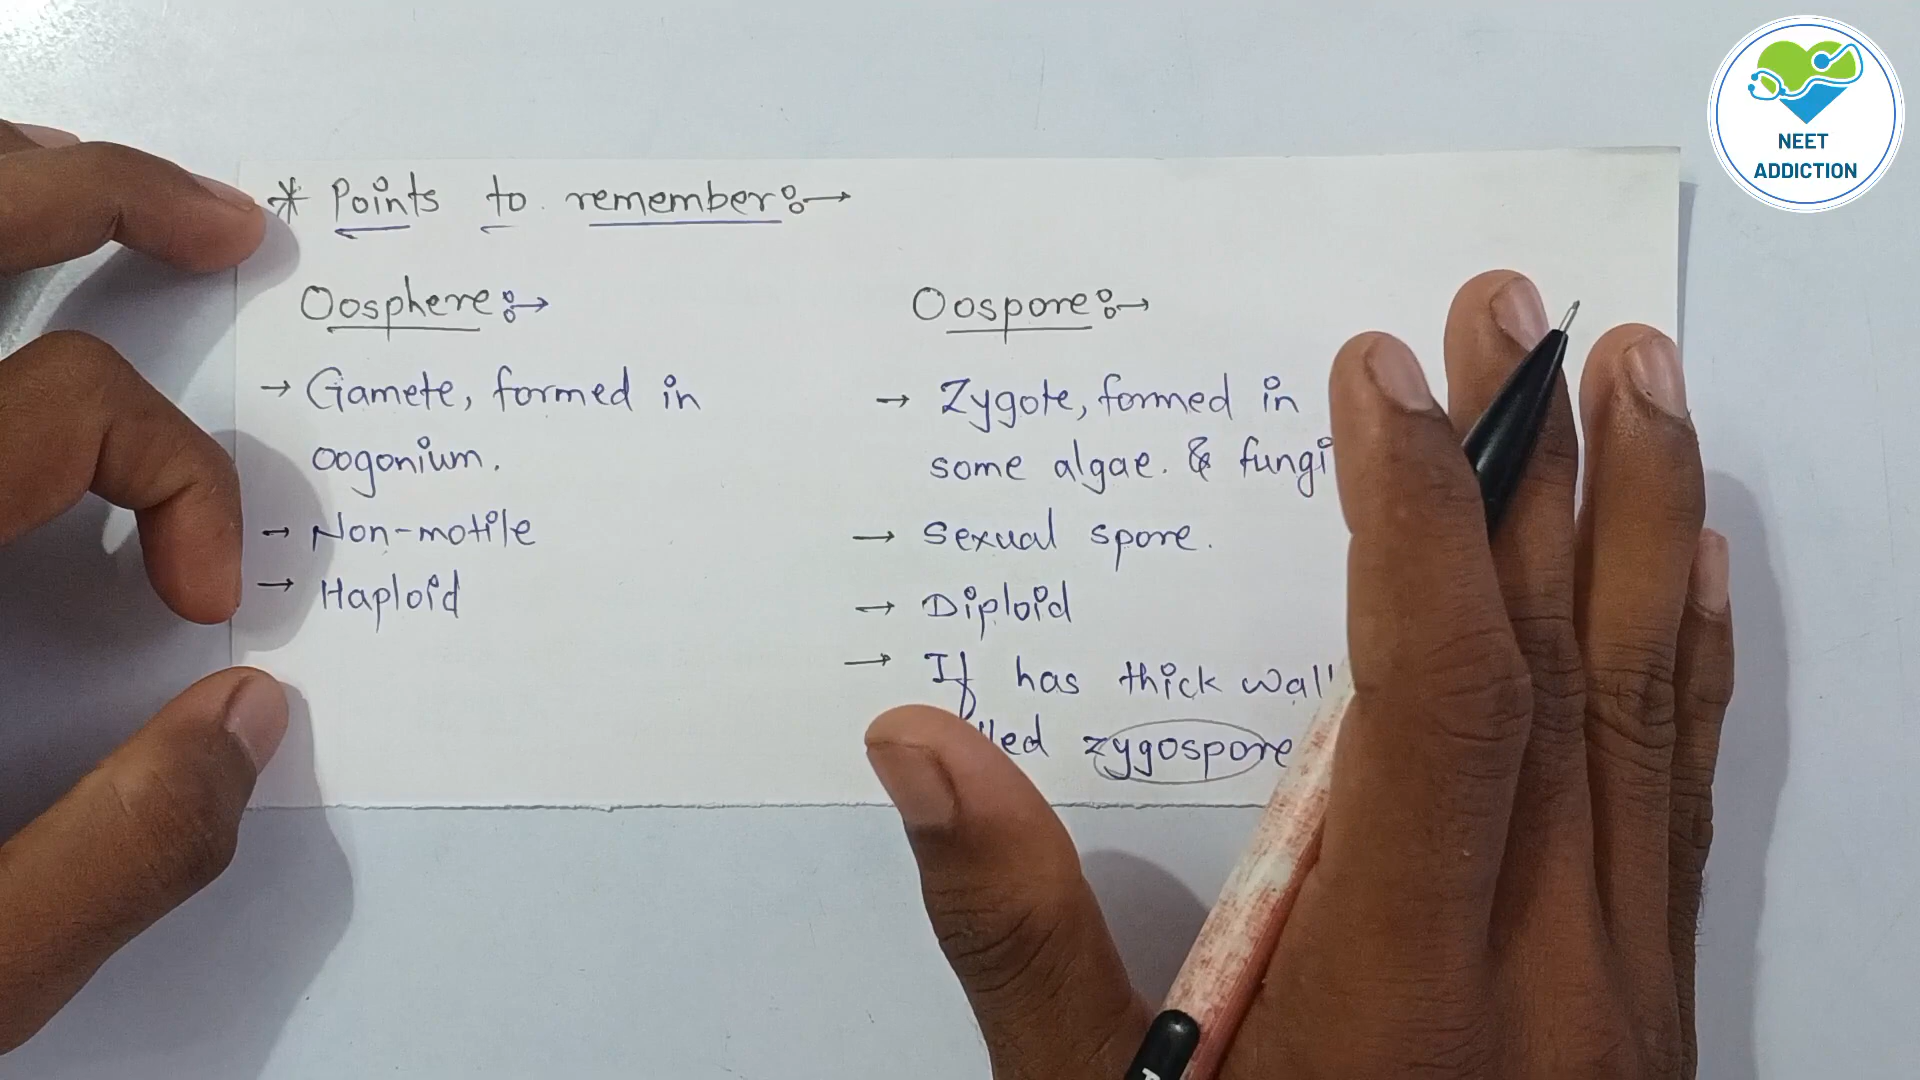 * Points to remember:→
Oosphere:→
→ Gamete, formed in
oogonium.
→ Non-motile
→ Haploid
Oospore:→
→ Zygote, formed in
some algae. & fungi
→ Sexual spore.
→ Diploid
→ If has thick wall
zygospore
NEET
ADDICTION